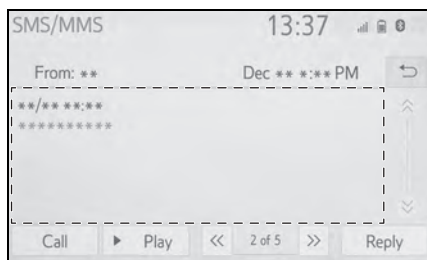 SMS/MMS 13:37
From: ** Dec ** *:** PM
**/** **:**
**********
Call Play << 2 of 5 >> Reply